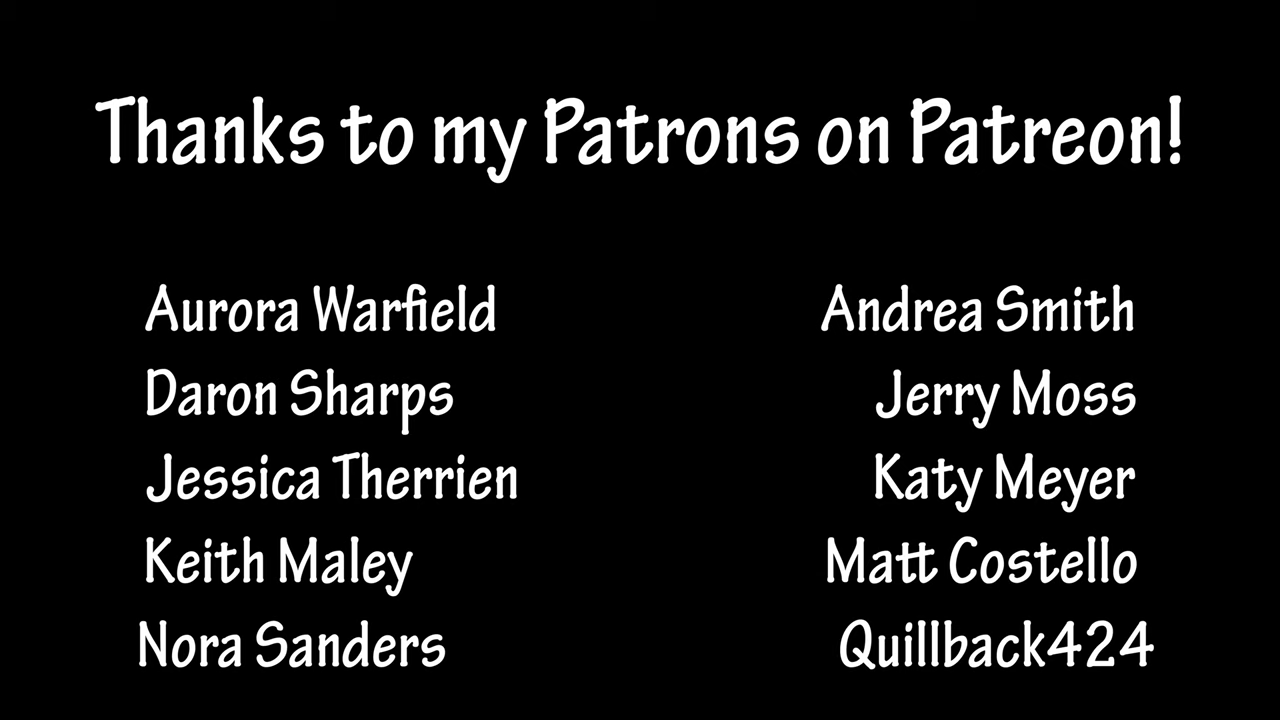 Thanks to my Patrons on Patreon!
Aurora Warfield
Andrea Smith
Daron Sharps
Jerry Moss
Jessica Therrien
Katy Meyer
Keith Maley
Matt Costello
Nora Sanders
Quillback424